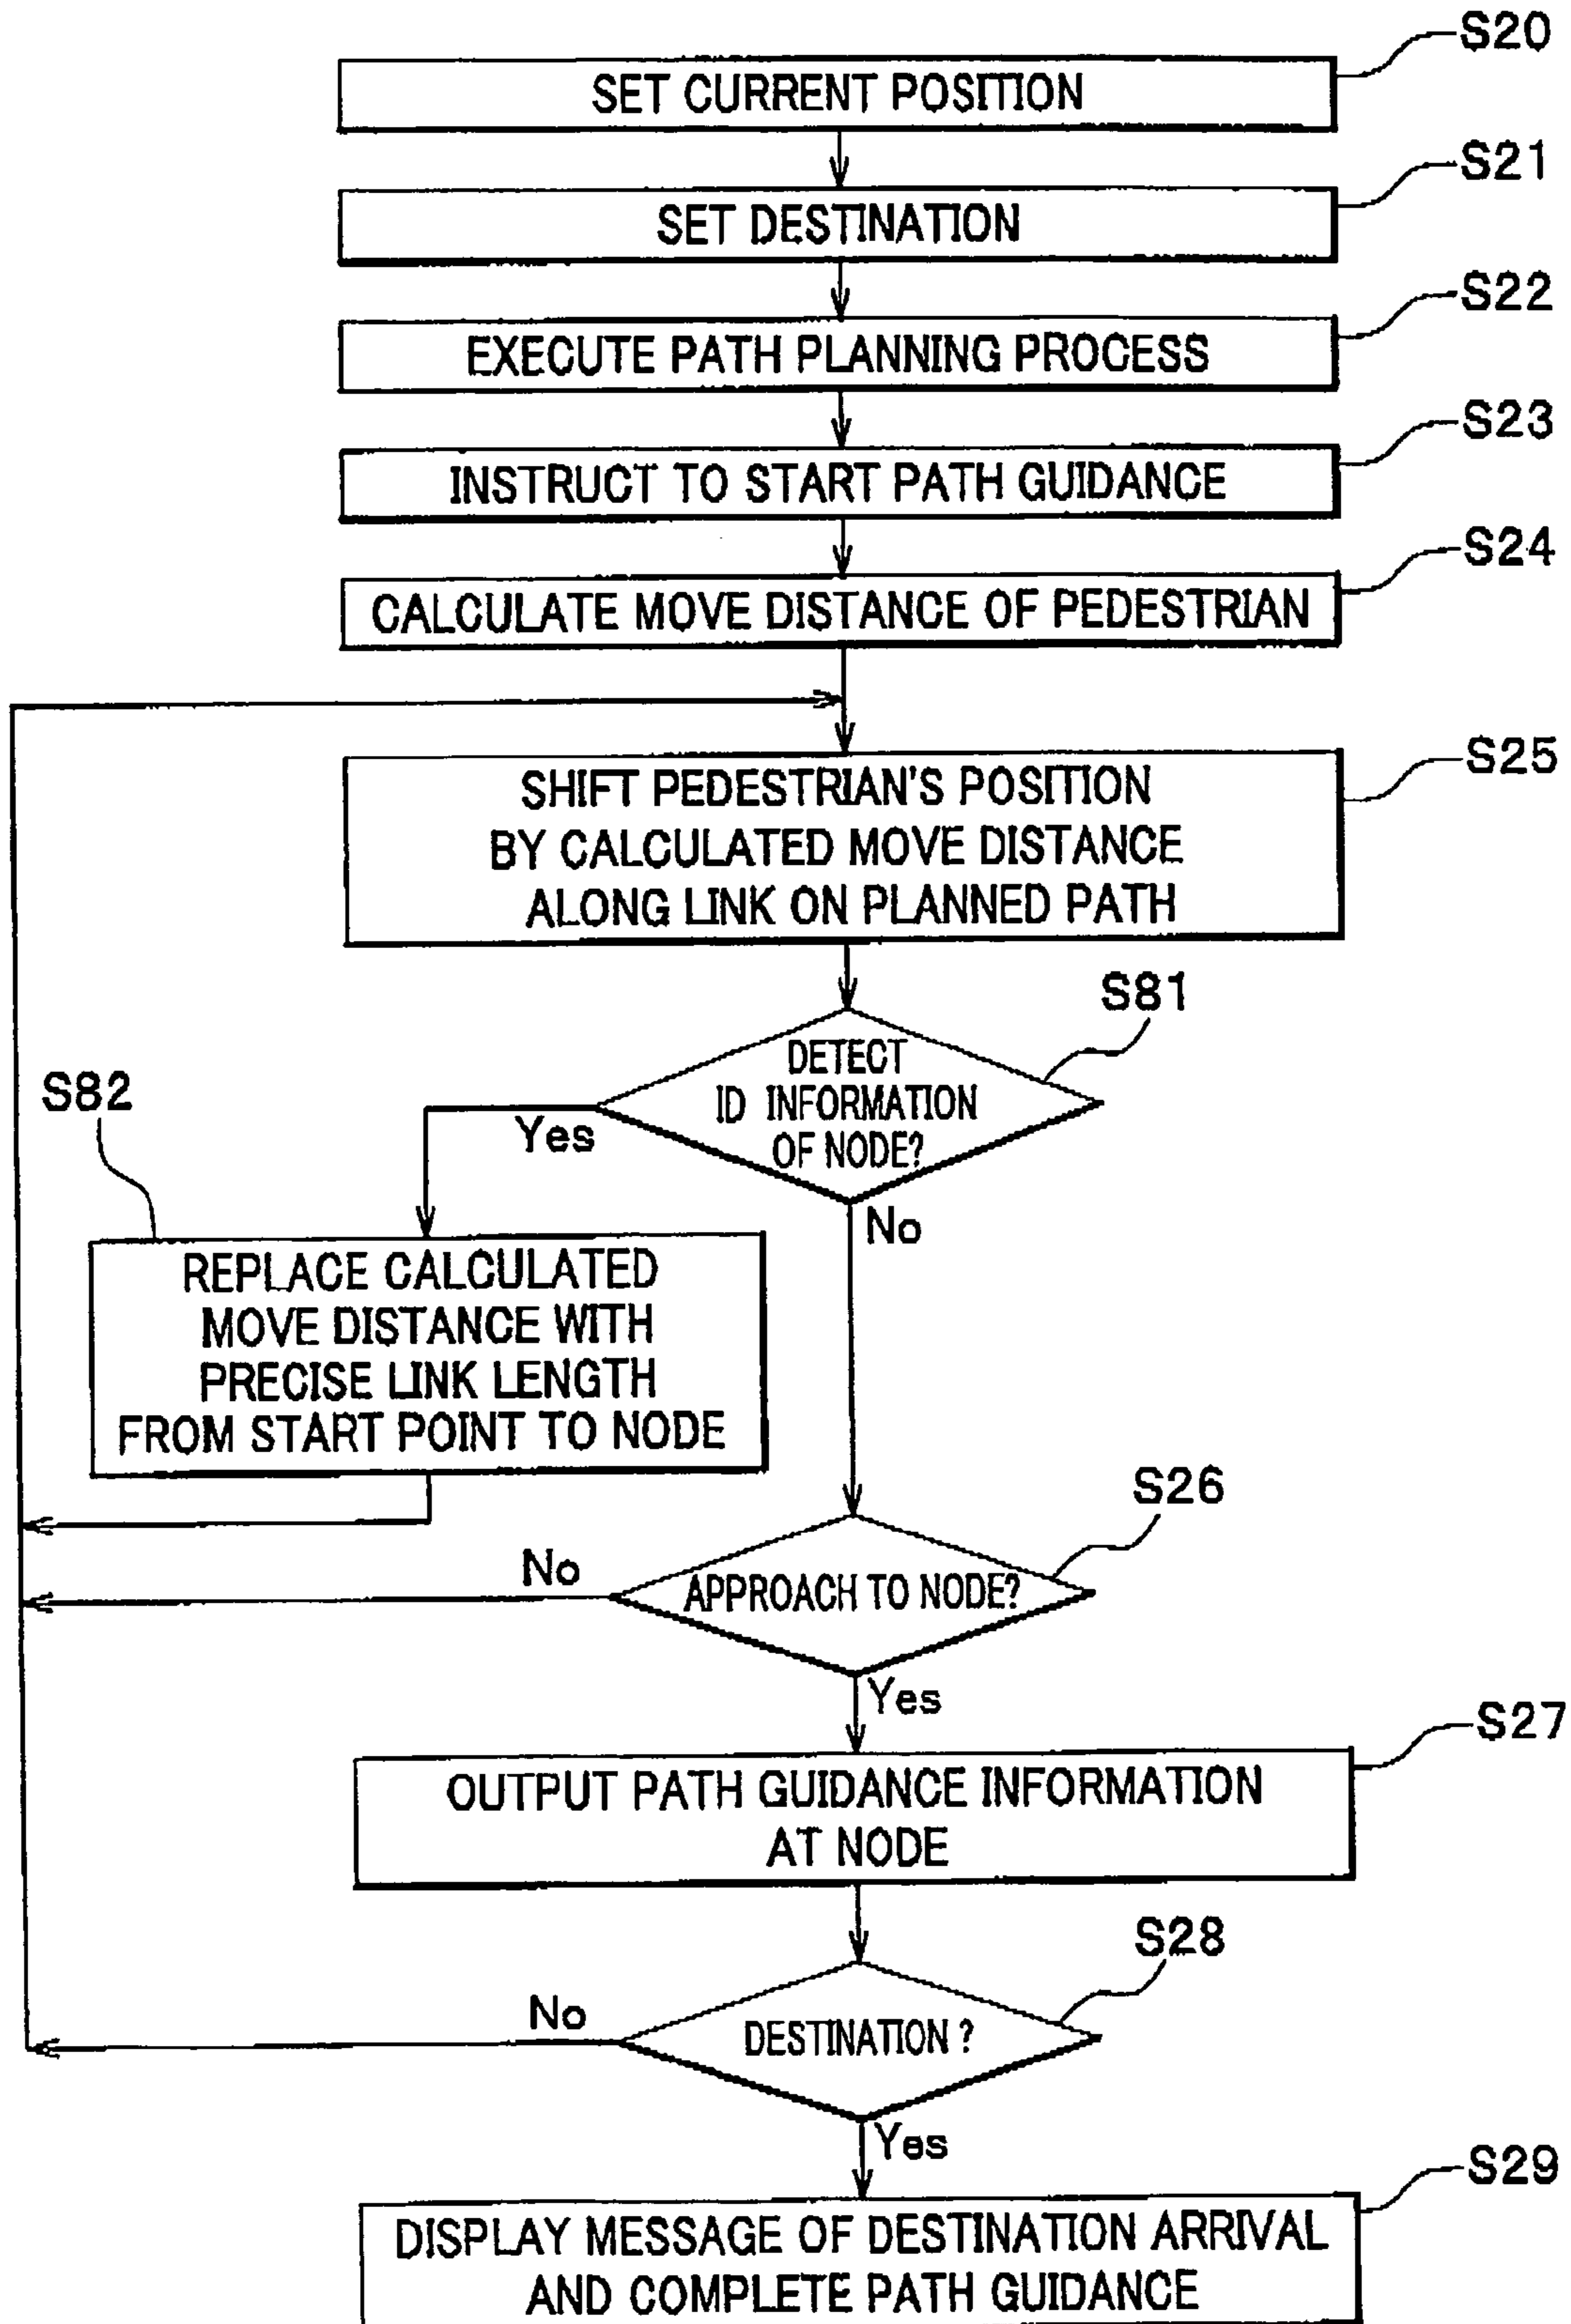 S20
SET CURRENT POSITION
S21
SET DESTINATION
S22
EXECUTE PATH PLANNING PROCESS
S23
INSTRUCT TO START PATH GUIDANCE
S24
CALCULATE MOVE DISTANCE OF PEDESTRIAN
S25
SHIFT PEDESTRIAN'S POSITION
BY CALCULATED MOVE DISTANCE
ALONG LINK ON PLANNED PATH
S81
DETECT
ID INFORMATION
OF NODE?
Yes
No
S82
REPLACE CALCULATED
MOVE DISTANCE WITH
PRECISE LINK LENGTH
FROM START POINT TO NODE
S26
APPROACH TO NODE?
No
Yes
S27
OUTPUT PATH GUIDANCE INFORMATION
AT NODE
S28
DESTINATION ?
No
Yes
S29
DISPLAY MESSAGE OF DESTINATION ARRIVAL
AND COMPLETE PATH GUIDANCE